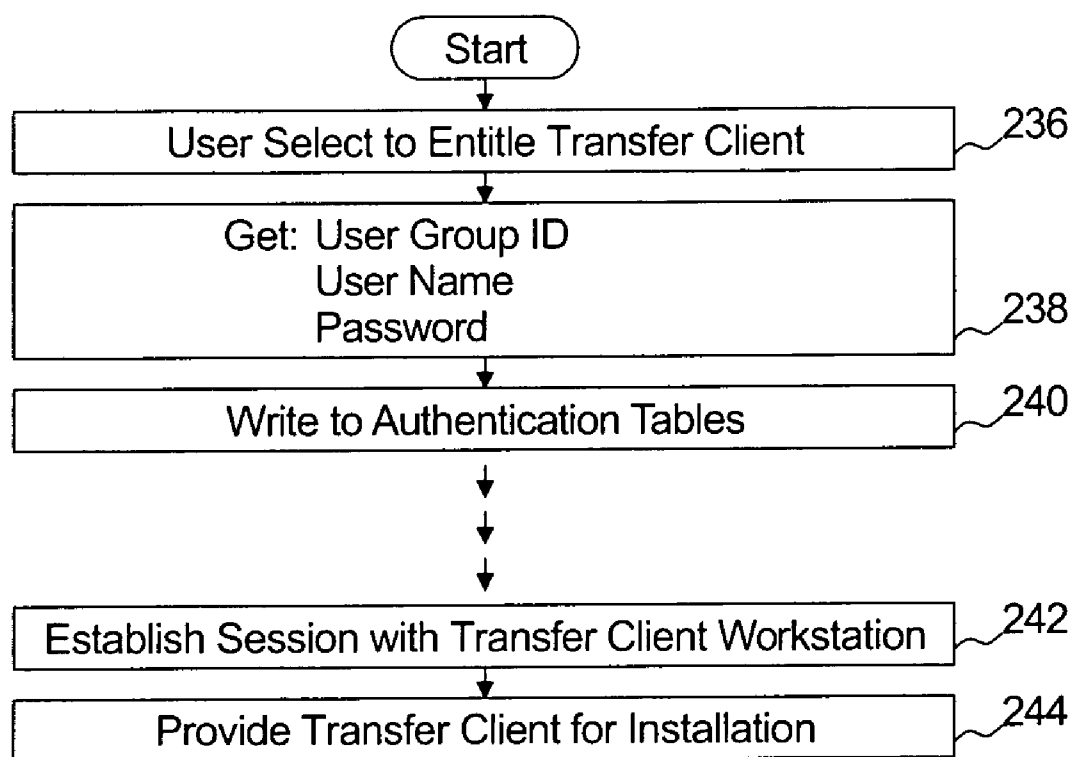 Start
User Select to Entitle Transfer Client
236
Get: User Group ID
User Name
Password
238
Write to Authentication Tables
240
Establish Session with Transfer Client Workstation
242
Provide Transfer Client for Installation
244